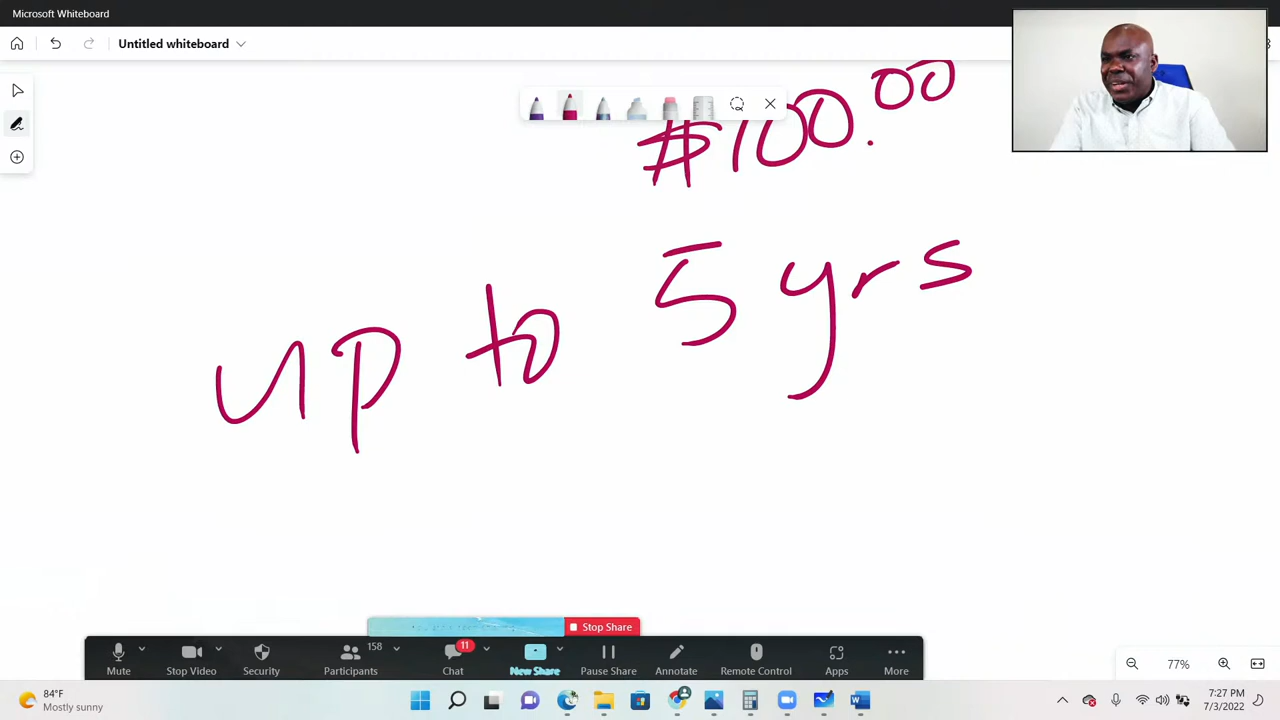 Microsoft Whiteboard
Untitled whiteboard
$100.00
up to 5 yrs
Stop Share
158
11
Mute
Stop Video
Security
Participants
Chat
New Share
Pause Share
Annotate
Remote Control
Apps
More
77%
84°F
Mostly sunny
7:27 PM
7/3/2022